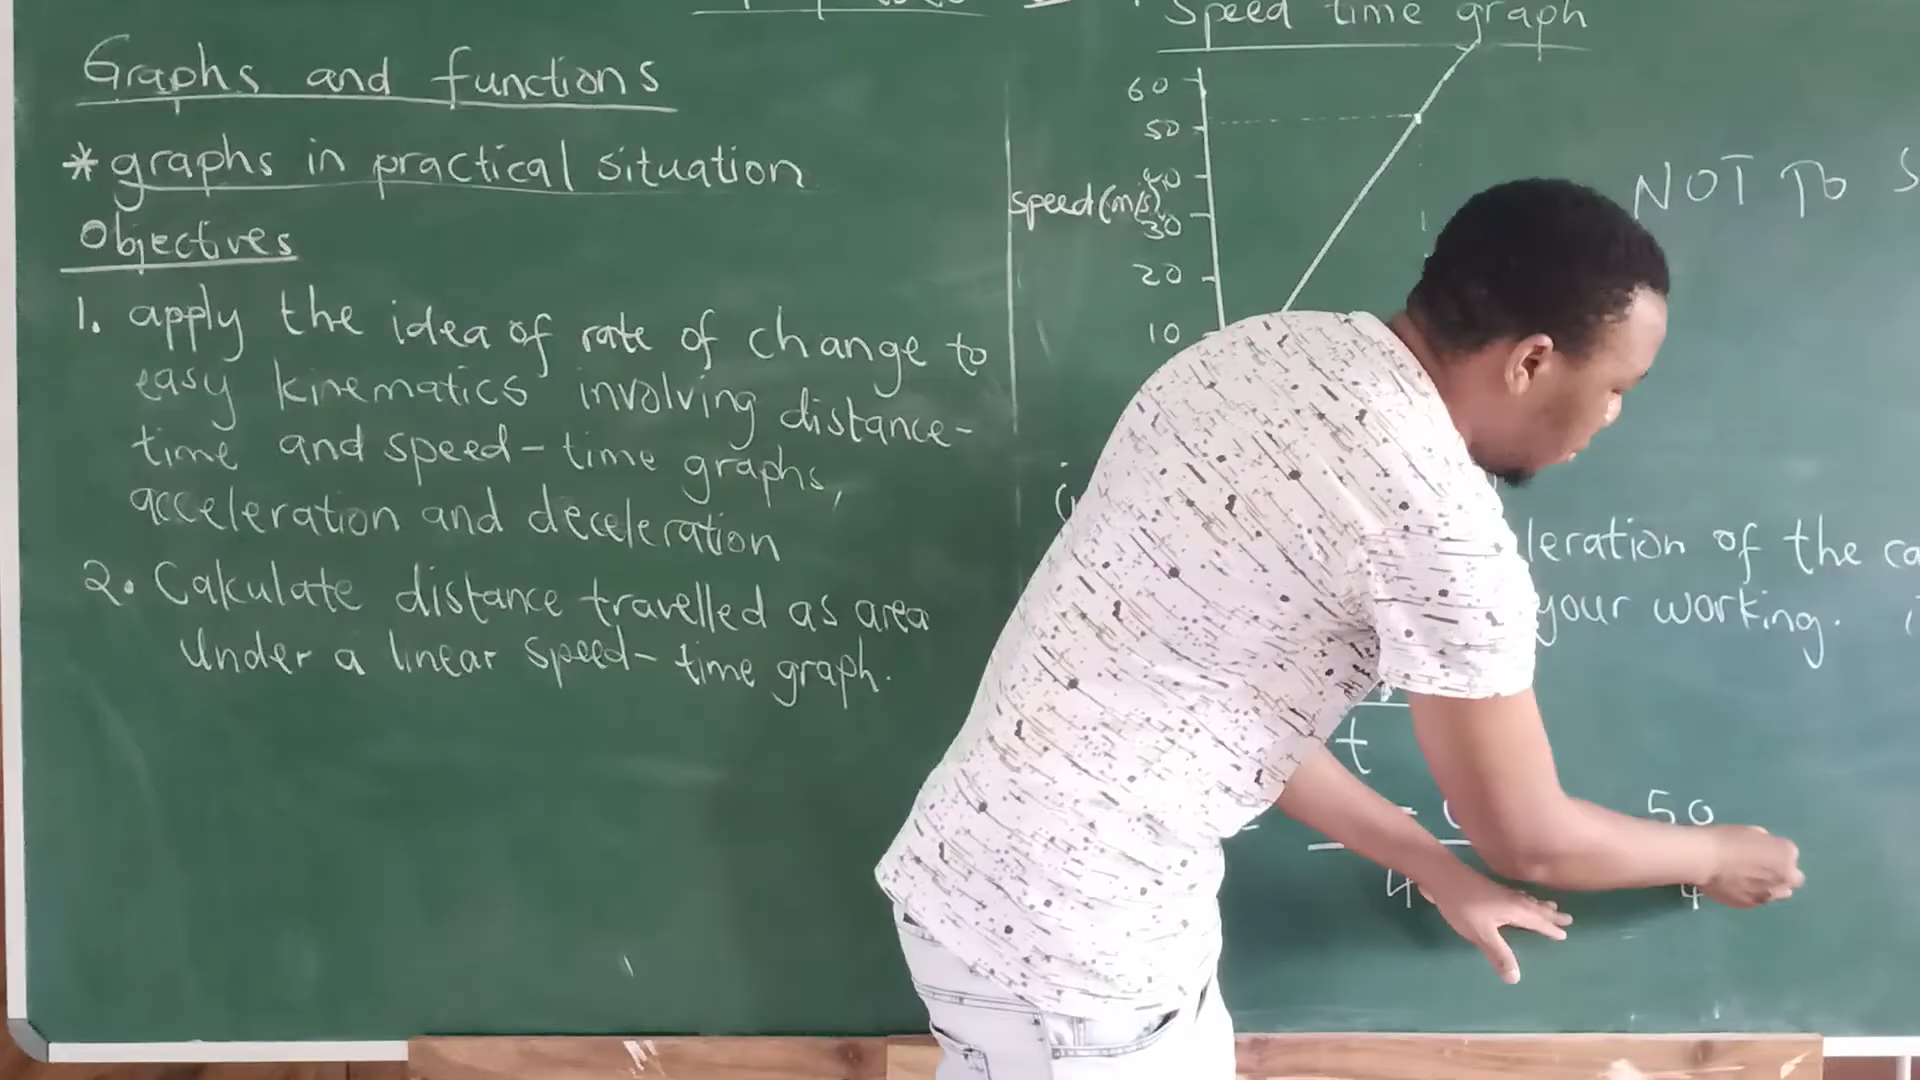 Graphs and functions
* graphs in practical situation
Objectives
1. apply the idea of rate of change to
easy kinematics involving distance-
time and speed-time graphs,
acceleration and deceleration
2. Calculate distance travelled as area
under a linear speed-time graph.
Speed time graph
60
50
40
speed (m/s)
30
20
10
NOT TO S
leration of the ca
your working.
t
50
4
4